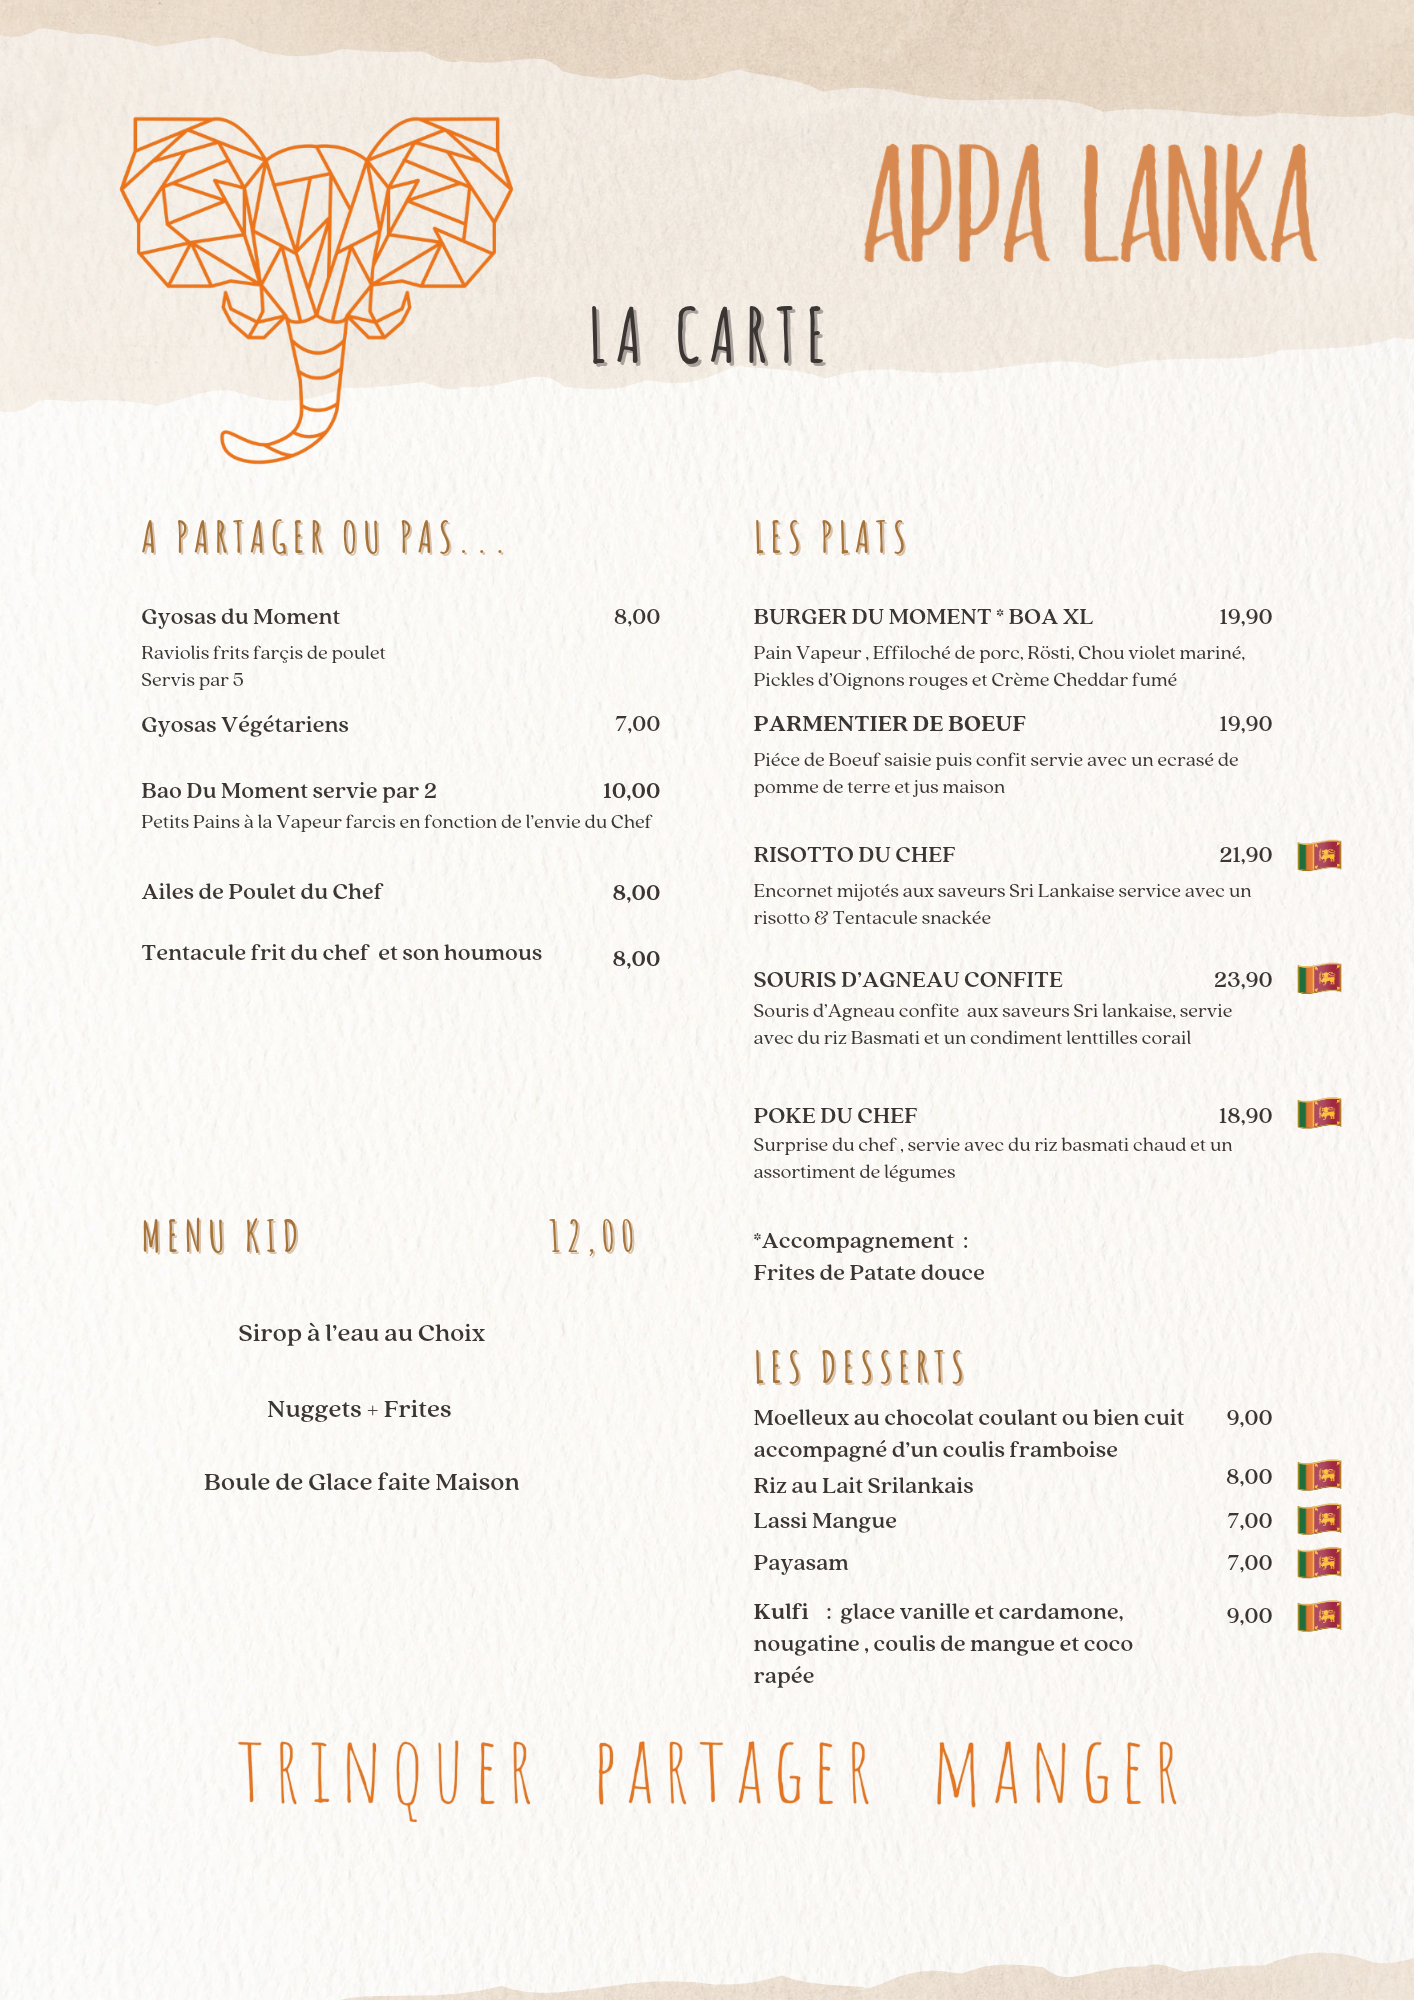 APPA LANKA
LA CARTE
A PARTAGER OU PAS...
Gyosas du Moment 8,00
Raviolis frits farçis de poulet
Servis par 5
Gyosas Végétariens 7,00
Bao Du Moment servie par 2 10,00
Petits Pains à la Vapeur farcis en fonction de l'envie du Chef
Ailes de Poulet du Chef 8,00
Tentacule frit du chef et son houmous 8,00
MENU KID 12,00
Sirop à l'eau au Choix
Nuggets + Frites
Boule de Glace faite Maison
LES PLATS
BURGER DU MOMENT * BOA XL 19,90
Pain Vapeur , Effiloché de porc, Rösti, Chou violet mariné,
Pickles d'Oignons rouges et Crème Cheddar fumé
PARMENTIER DE BOEUF 19,90
Piéce de Boeuf saisie puis confit servie avec un ecrasé de
pomme de terre et jus maison
RISOTTO DU CHEF 21,90
Encornet mijotés aux saveurs Sri Lankaise service avec un
risotto & Tentacule snackée
SOURIS D'AGNEAU CONFITE 23,90
Souris d'Agneau confite aux saveurs Sri lankaise, servie
avec du riz Basmati et un condiment lenttilles corail
POKE DU CHEF 18,90
Surprise du chef , servie avec du riz basmati chaud et un
assortiment de légumes
*Accompagnement :
Frites de Patate douce
LES DESSERTS
Moelleux au chocolat coulant ou bien cuit 9,00
accompagné d'un coulis framboise
Riz au Lait Srilankais 8,00
Lassi Mangue 7,00
Payasam 7,00
Kulfi : glace vanille et cardamone, 9,00
nougatine , coulis de mangue et coco
rapée
TRINQUER PARTAGER MANGER